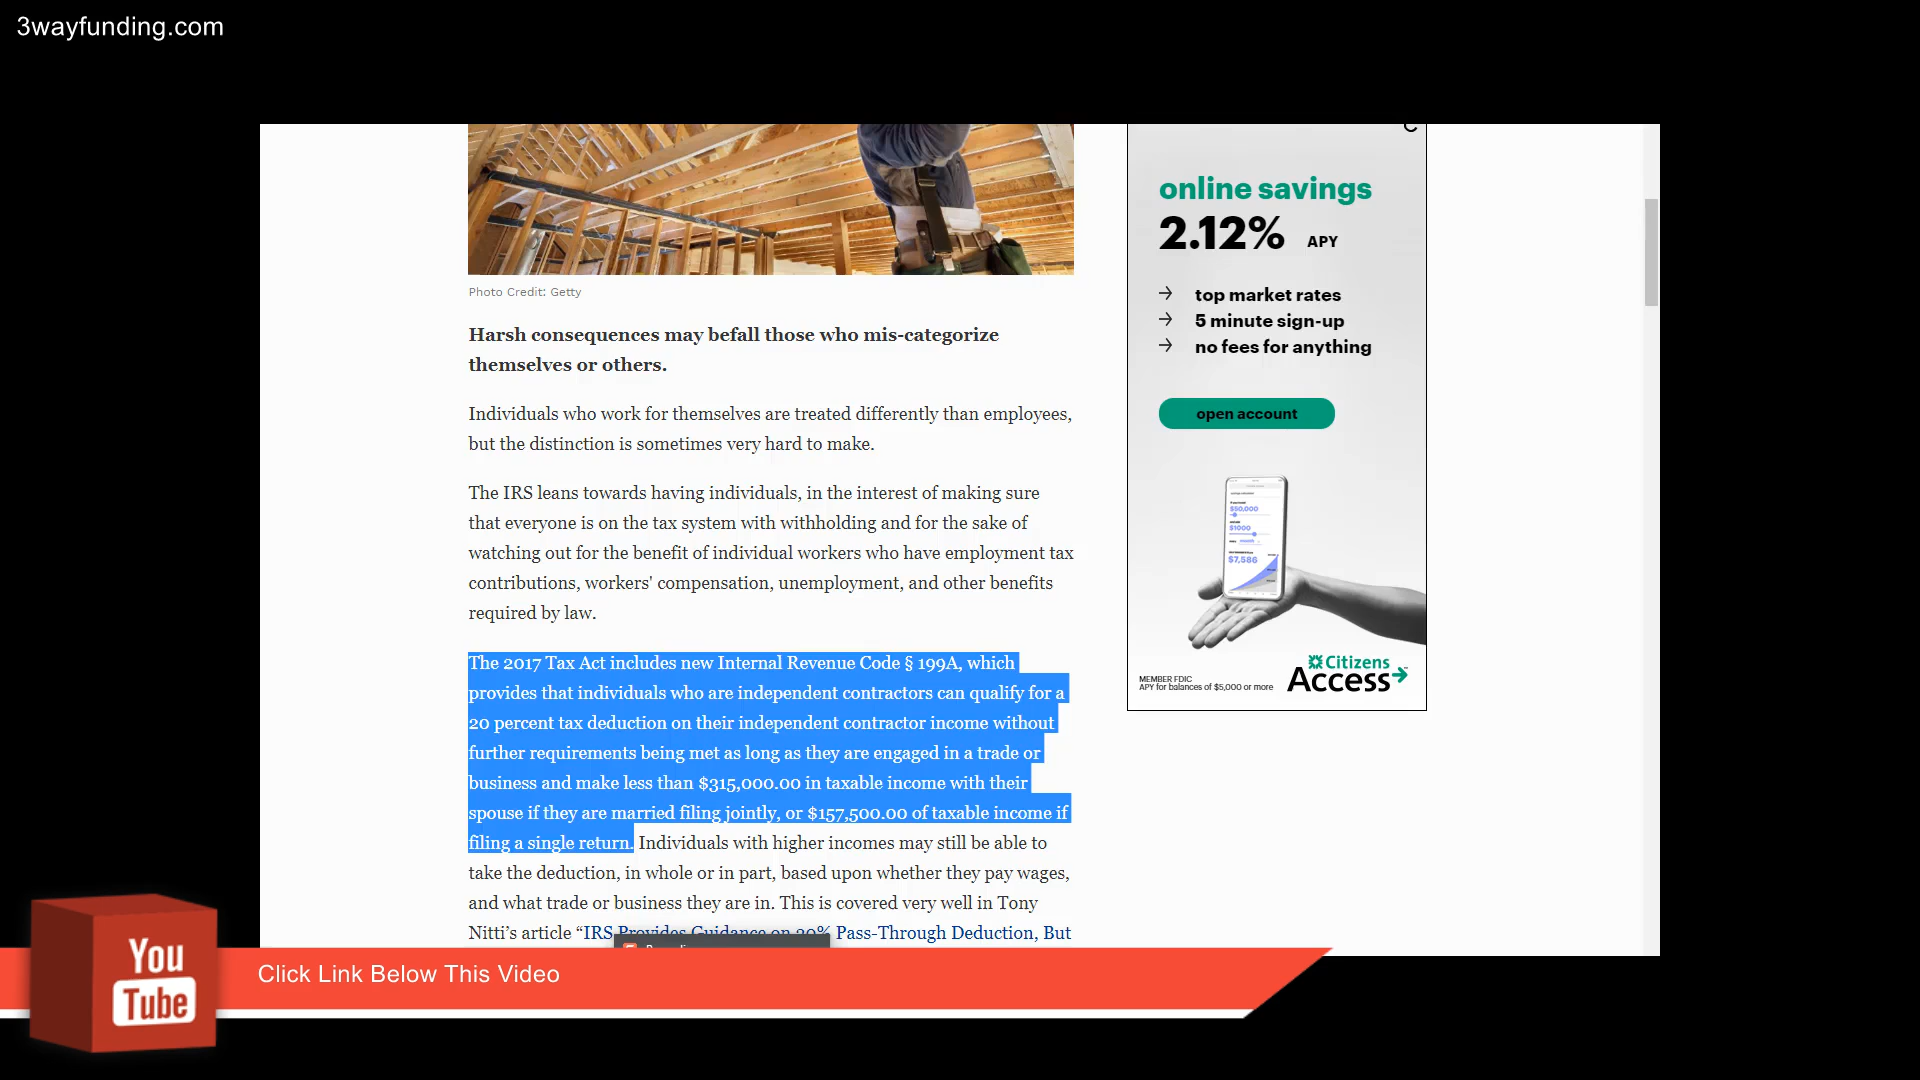 3wayfunding.com
Photo Credit: Getty
Harsh consequences may befall those who mis-categorize
themselves or others.
Individuals who work for themselves are treated differently than employees,
but the distinction is sometimes very hard to make.
The IRS leans towards having individuals, in the interest of making sure
that everyone is on the tax system with withholding and for the sake of
watching out for the benefit of individual workers who have employment tax
contributions, workers' compensation, unemployment, and other benefits
required by law.
The 2017 Tax Act includes new Internal Revenue Code § 199A, which
provides that individuals who are independent contractors can qualify for a
20 percent tax deduction on their independent contractor income without
further requirements being met as long as they are engaged in a trade or
business and make less than $315,000.00 in taxable income with their
spouse if they are married filing jointly, or $157,500.00 of taxable income if
filing a single return. Individuals with higher incomes may still be able to
take the deduction, in whole or in part, based upon whether they pay wages,
and what trade or business they are in. This is covered very well in Tony
Nitti's article “IRS Provides Guidance on 20% Pass-Through Deduction, But
online savings
2.12% APY
top market rates
5 minute sign-up
no fees for anything
open account
$50,000
$1000
$7,586
MEMBER FDIC
APY for balances of $5,000 or more
Citizens
Access
You
Tube
Click Link Below This Video